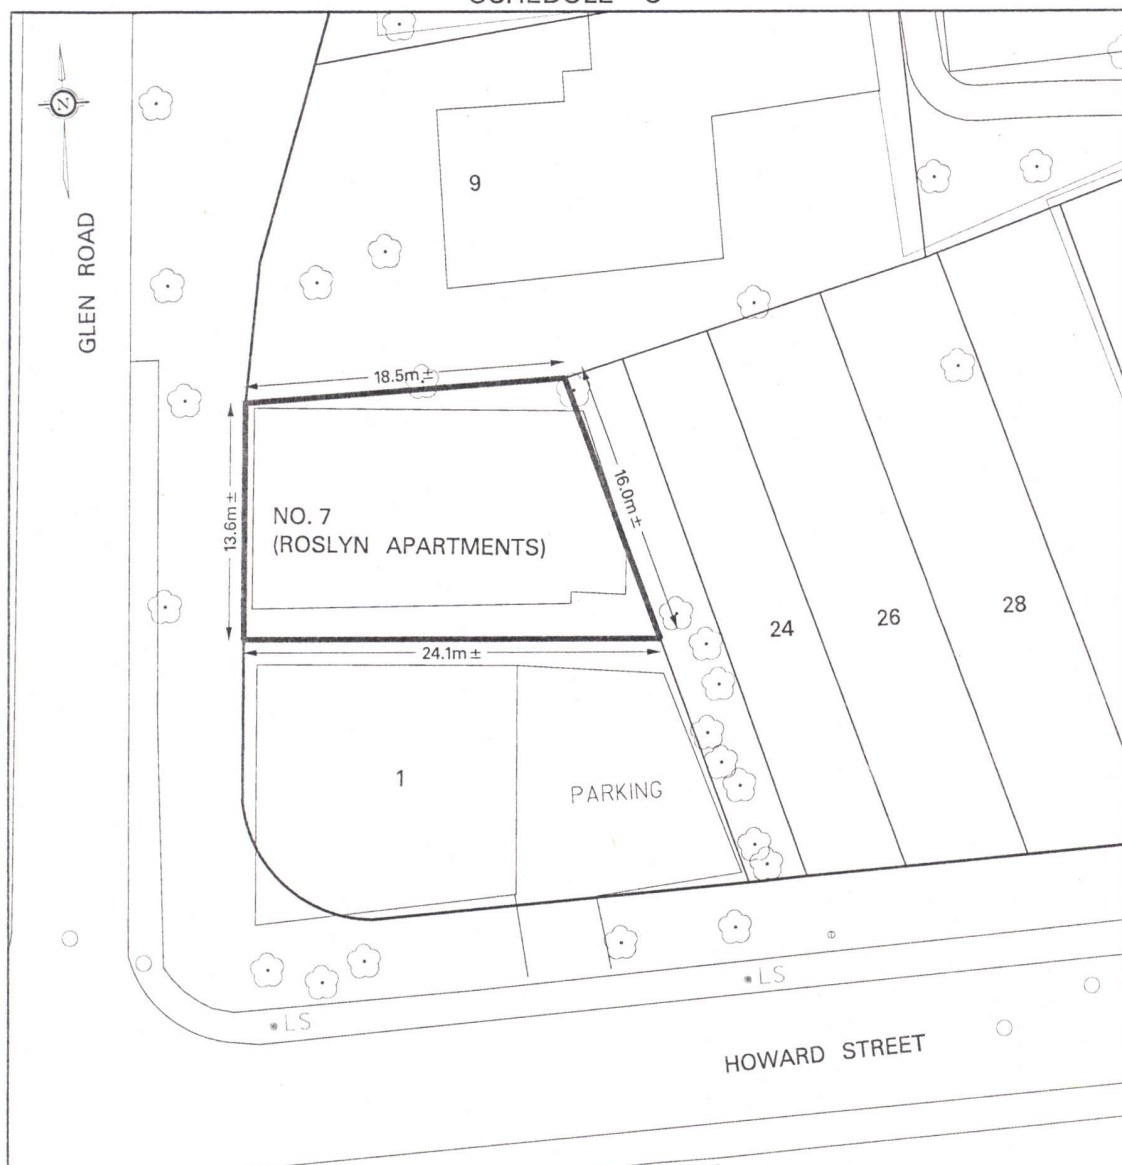 N
GLEN ROAD
9
18.5m ±
13.6m ±
16.0m ±
NO. 7
(ROSLYN APARTMENTS)
24.1m ±
24
26
28
1
PARKING
LS
LS
HOWARD STREET